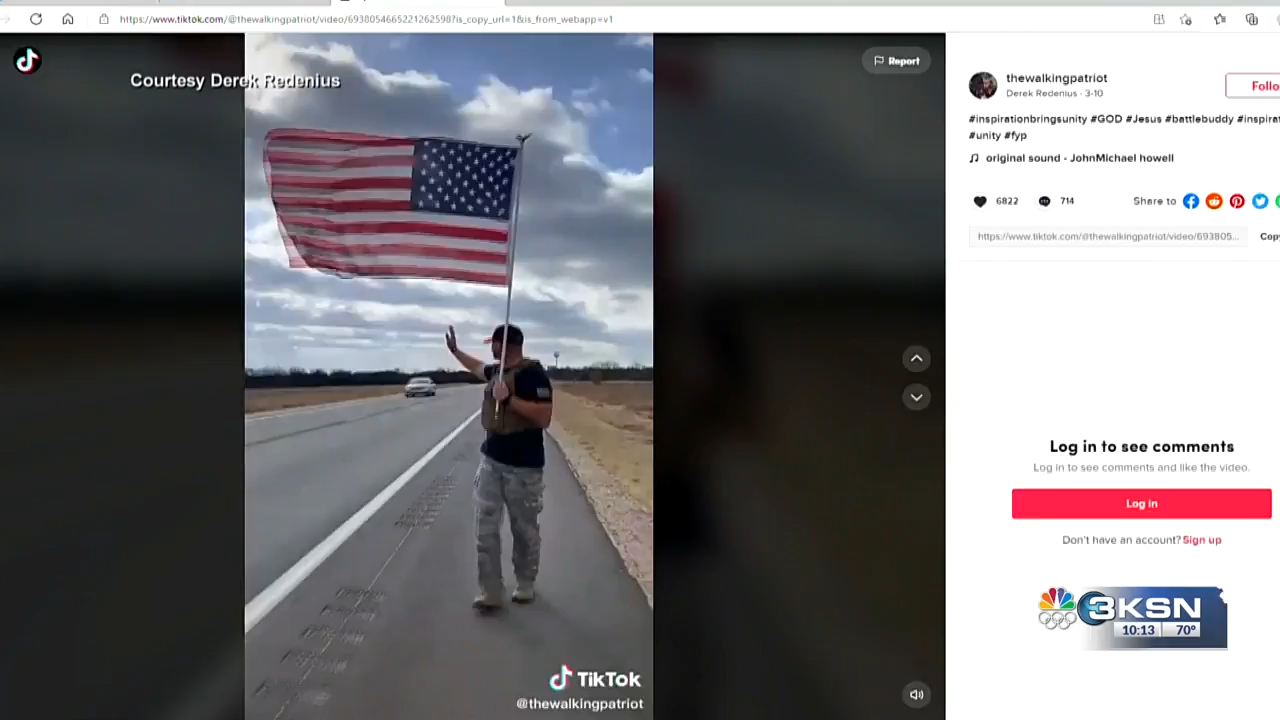 https://www.tiktok.com/@thewalkingpatriot/video/6938054665221262598?is_copy_url=1&is_from_webapp=v1
Courtesy Derek Redenius
Report
thewalkingpatriot
Derek Redenius · 3-10
Follo
#inspirationbringsunity #GOD #Jesus #battlebuddy #inspira
#unity #fyp
original sound - JohnMichael howell
6822
714
Share to
https://www.tiktok.com/@thewalkingpatriot/video/693805...
Cop
Log in to see comments
Log in to see comments and like the video.
Log in
Don't have an account? Sign up
3KSN
10:13 70°
TikTok
@thewalkingpatriot